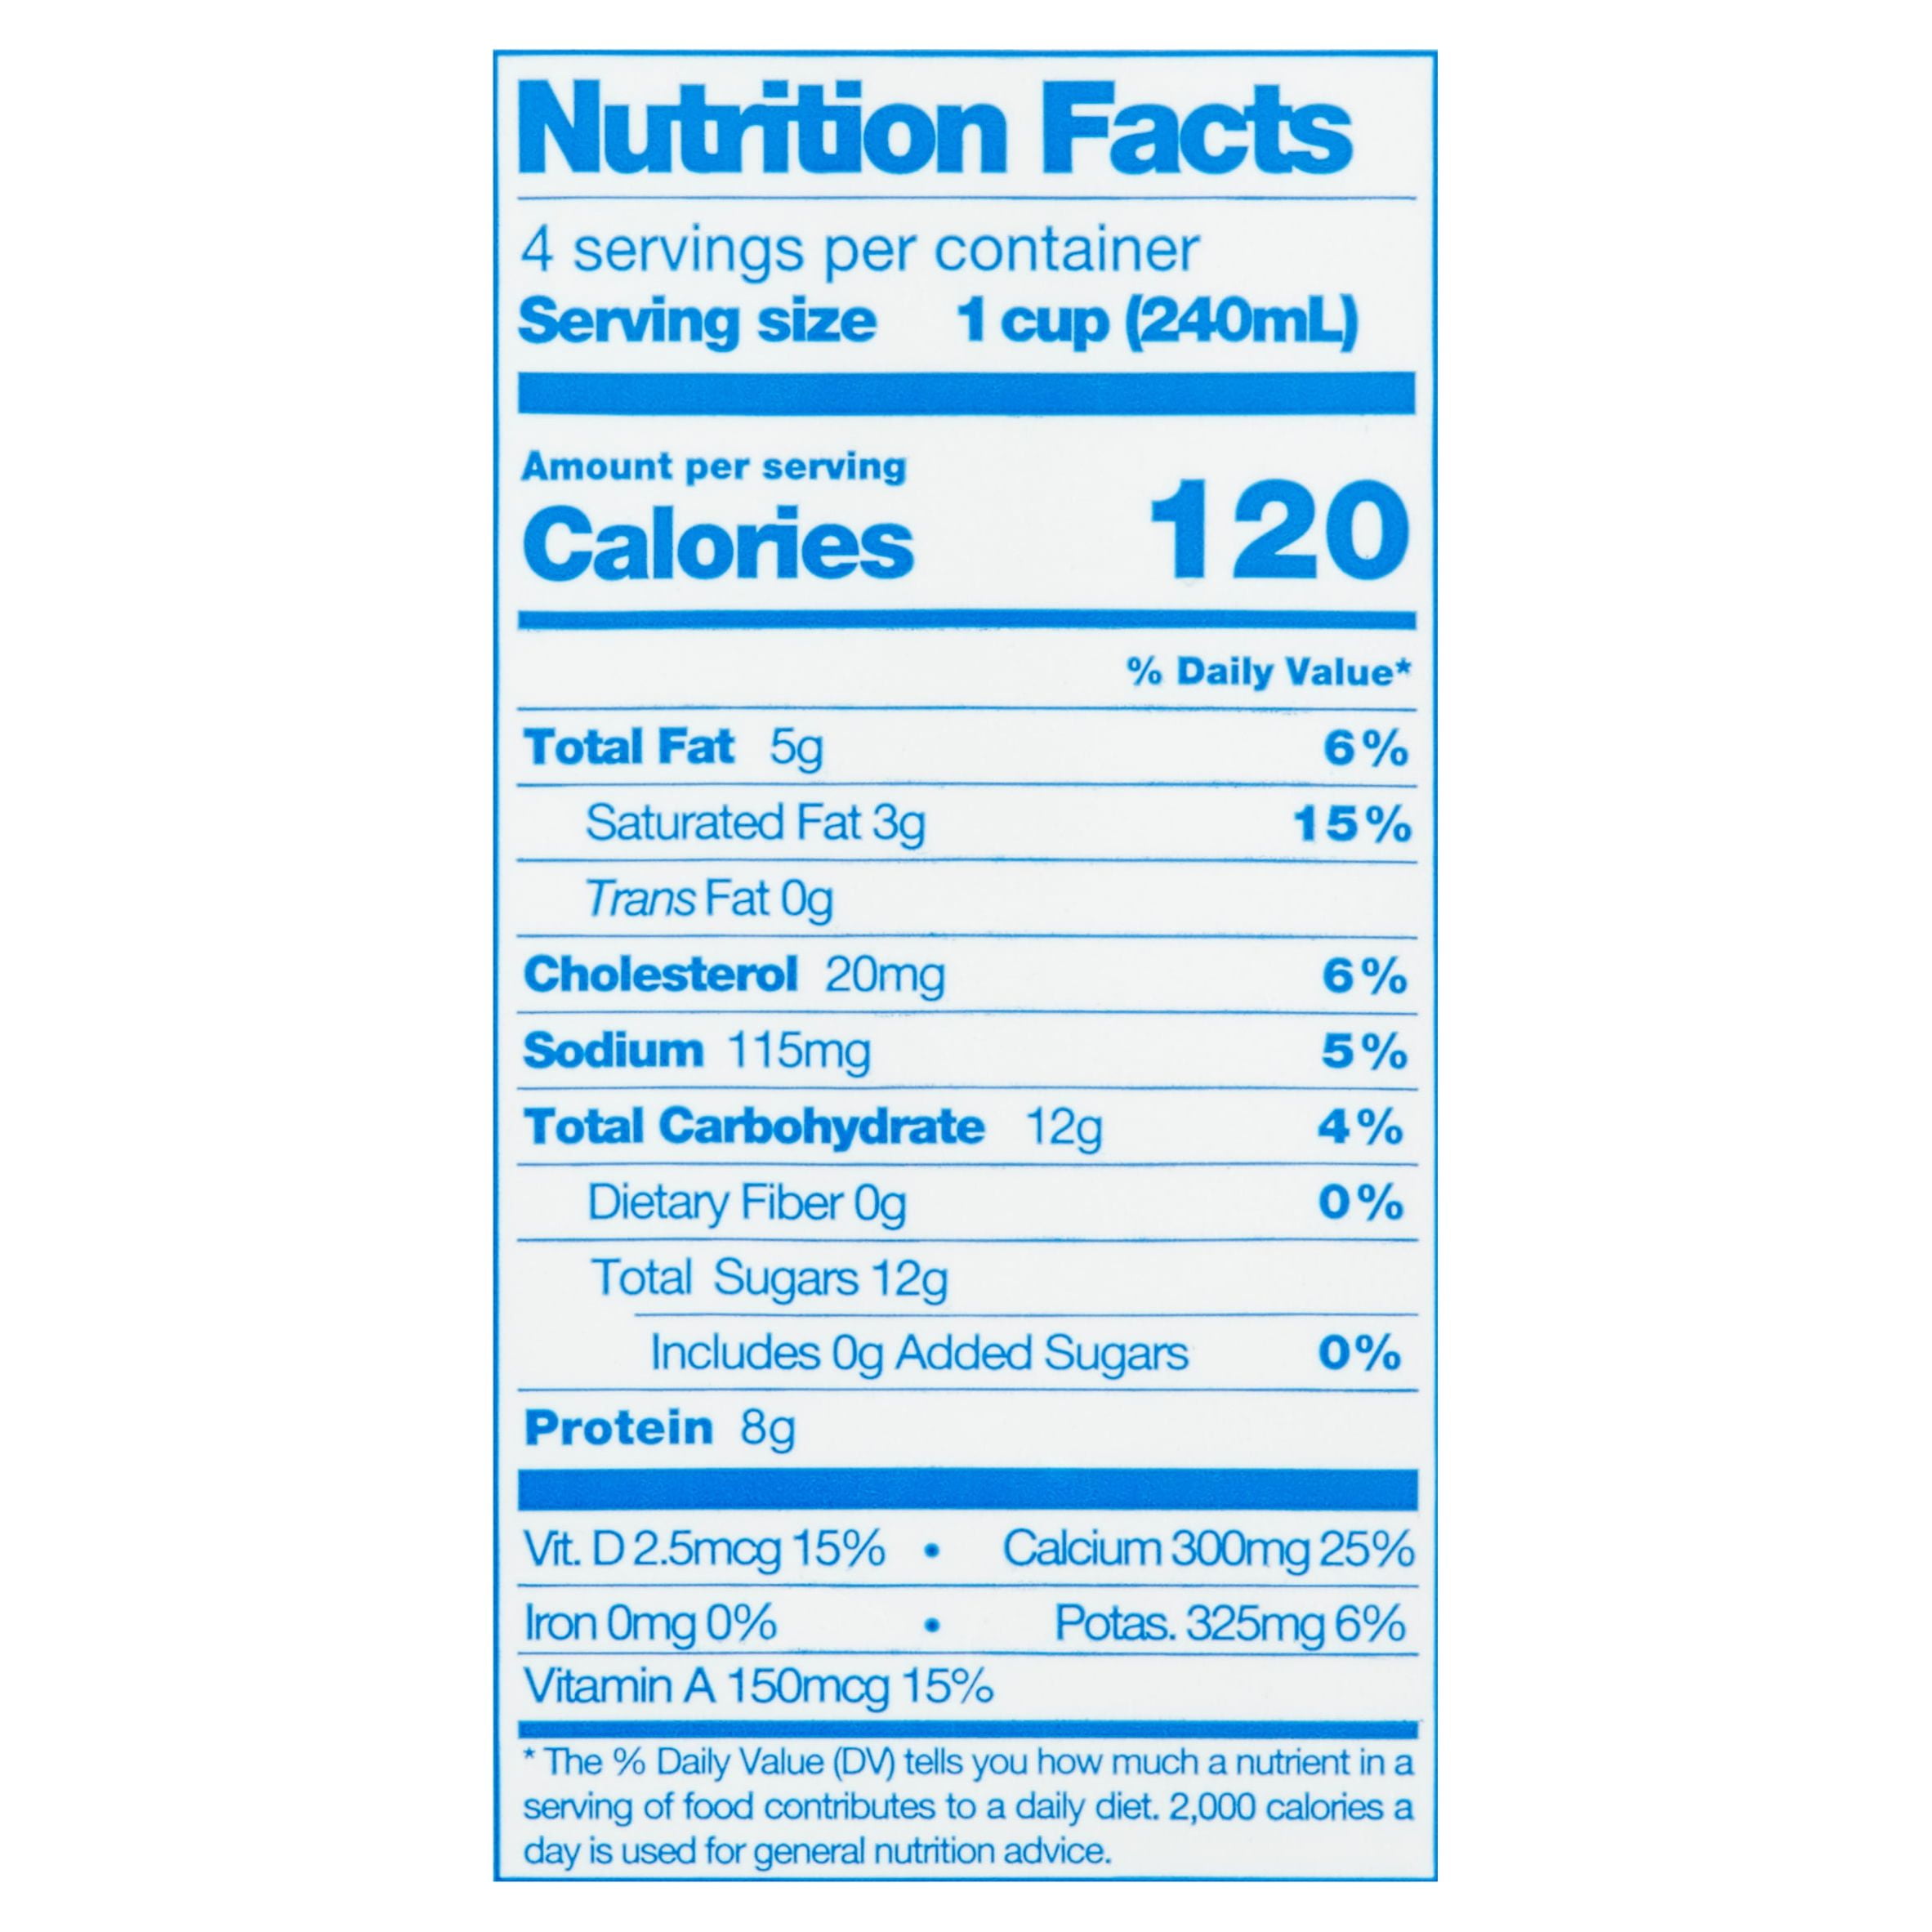 Nutrition Facts
4 servings per container
Serving size 1 cup (240mL)
Amount per serving
Calories 120
% Daily Value*
Total Fat 5g 6%
Saturated Fat 3g 15%
Trans Fat 0g
Cholesterol 20mg 6%
Sodium 115mg 5%
Total Carbohydrate 12g 4%
Dietary Fiber 0g 0%
Total Sugars 12g
Includes 0g Added Sugars 0%
Protein 8g
Vit. D 2.5mcg 15% • Calcium 300mg 25%
Iron 0mg 0% • Potas. 325mg 6%
Vitamin A 150mcg 15%
* The % Daily Value (DV) tells you how much a nutrient in a
serving of food contributes to a daily diet. 2,000 calories a
day is used for general nutrition advice.